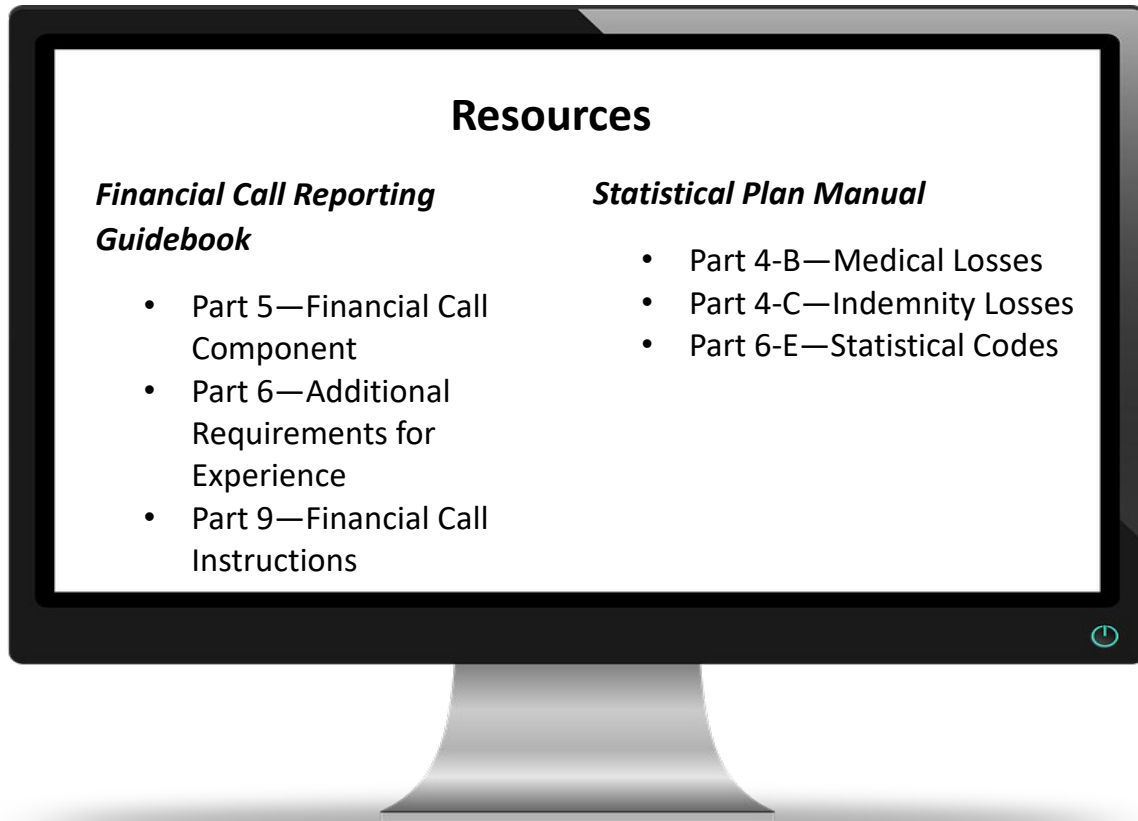 Resources
Financial Call Reporting
Guidebook
• Part 5—Financial Call
Component
• Part 6—Additional
Requirements for
Experience
• Part 9—Financial Call
Instructions
Statistical Plan Manual
• Part 4-B—Medical Losses
• Part 4-C—Indemnity Losses
• Part 6-E—Statistical Codes